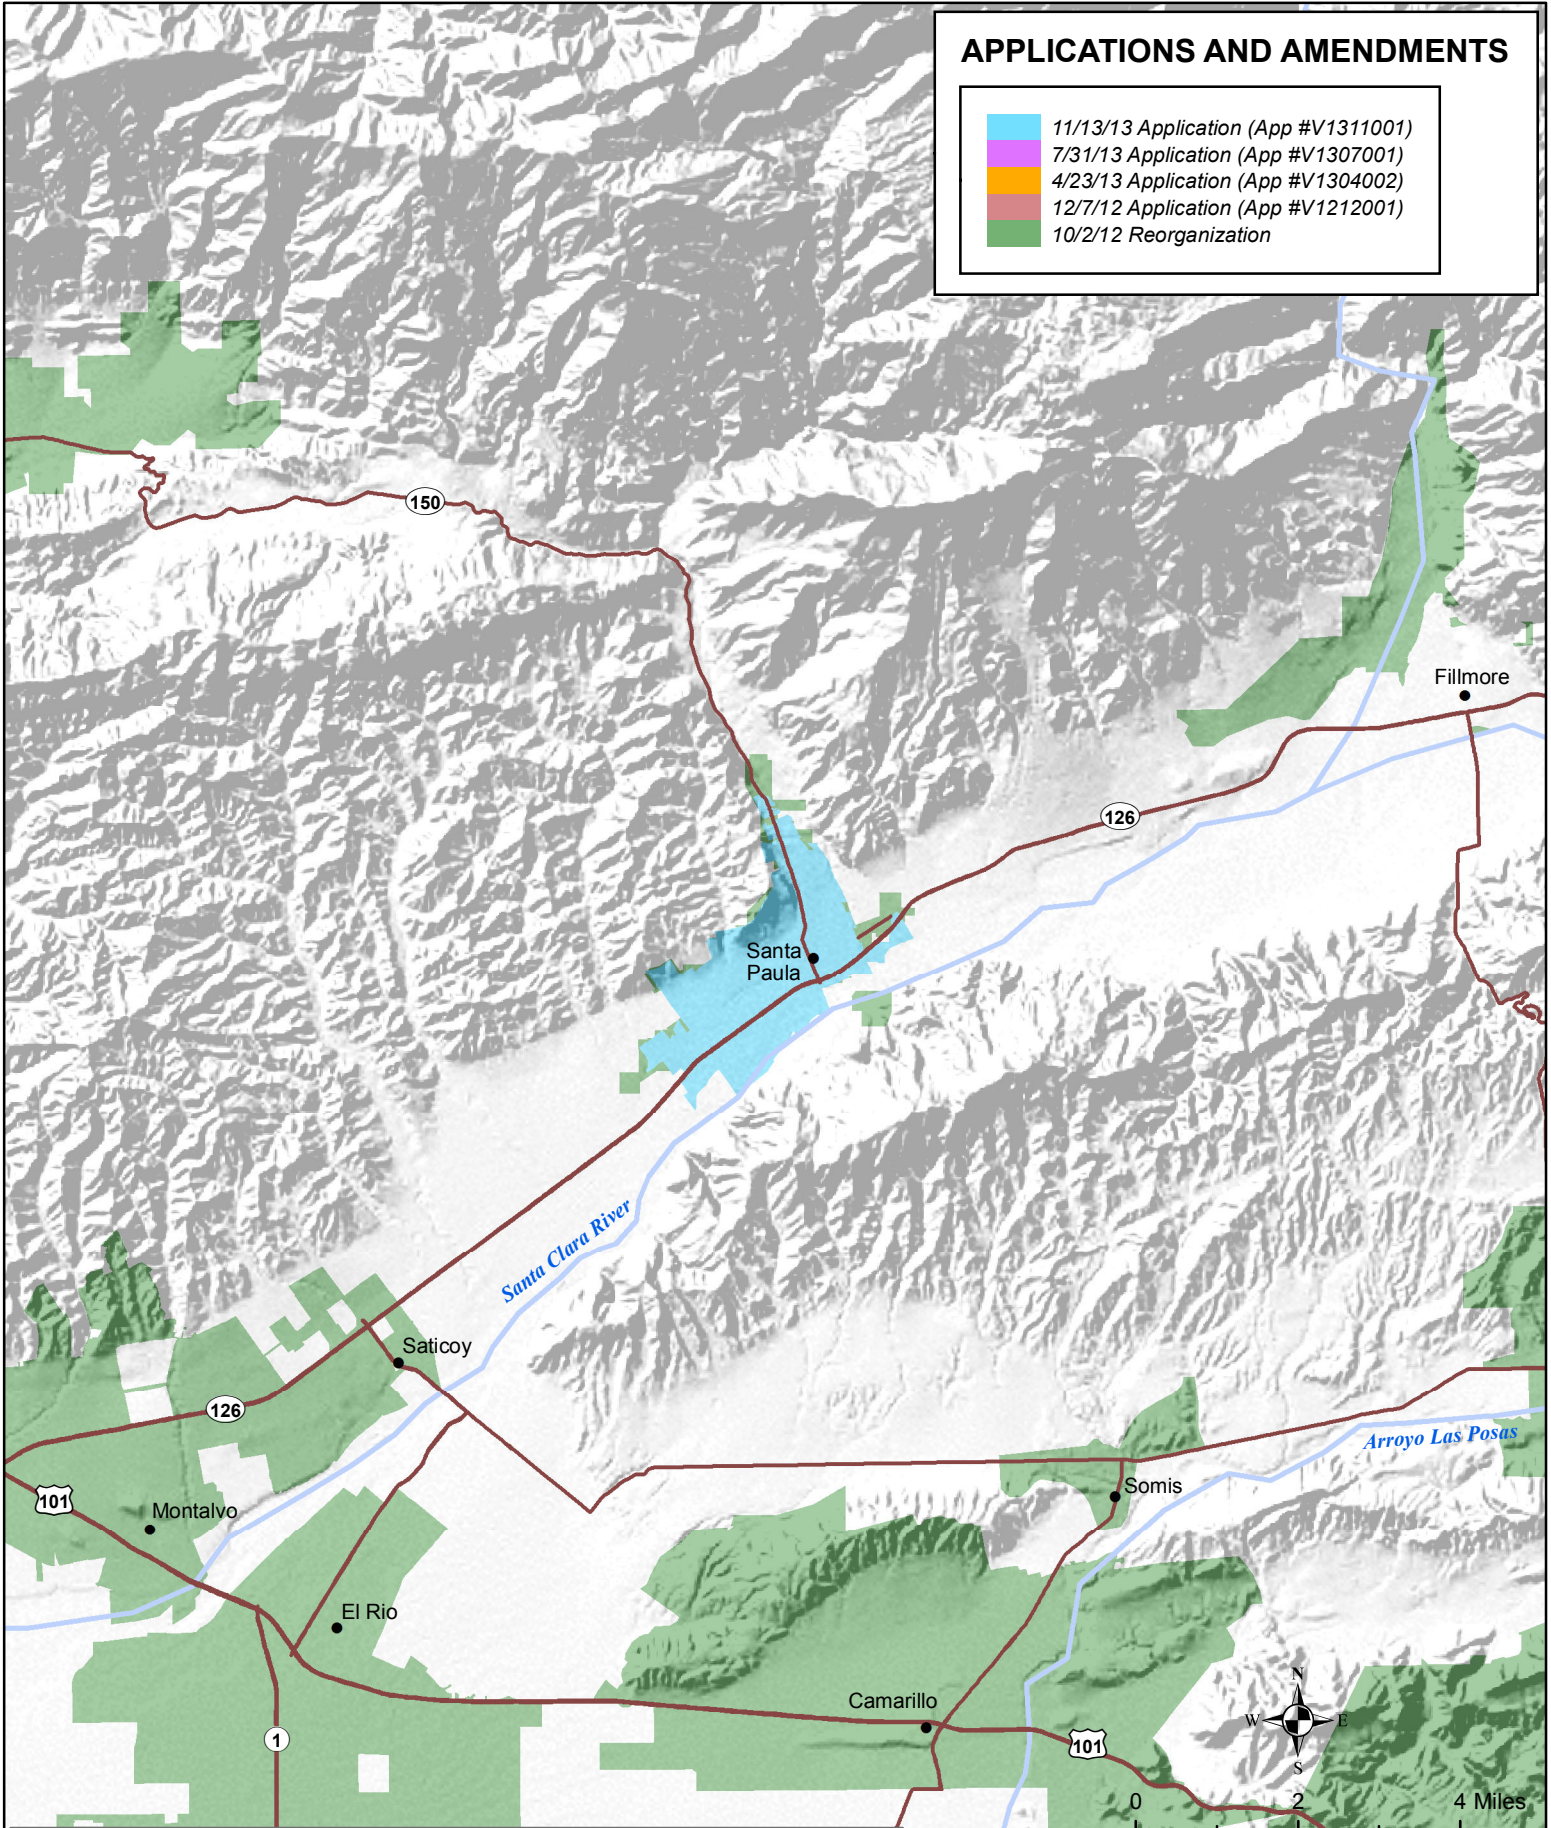 APPLICATIONS AND AMENDMENTS
11/13/13 Application (App #V1311001)
7/31/13 Application (App #V1307001)
4/23/13 Application (App #V1304002)
12/7/12 Application (App #V1212001)
10/2/12 Reorganization
150
Fillmore
126
Santa
Paula
Santa Clara River
Saticoy
126
Arroyo Las Posas
Somis
101
Montalvo
El Rio
Camarillo
N
W
E
S
1
101
0
2
4 Miles